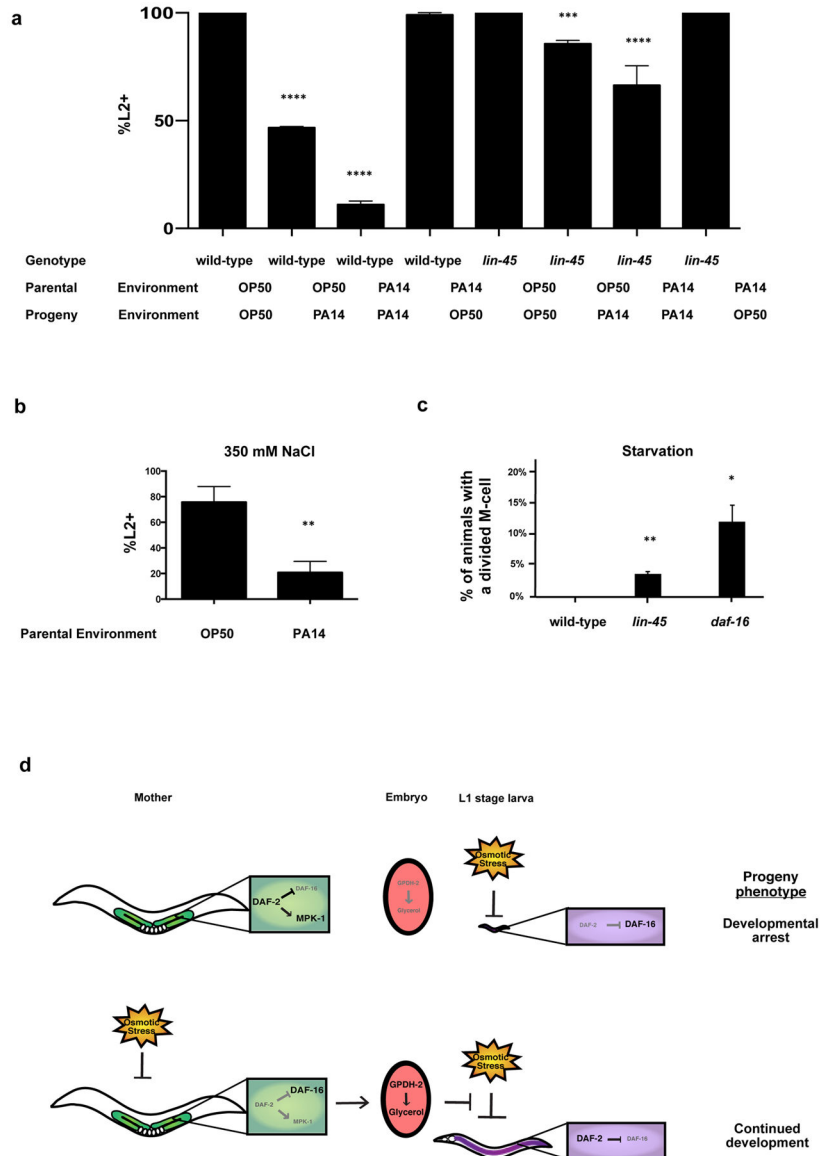 a
100
50
0
%L2+
****
****
***
****
Genotype wild-type wild-type wild-type wild-type lin-45 lin-45 lin-45 lin-45
Parental Environment OP50 OP50 PA14 PA14 OP50 OP50 PA14 PA14
Progeny Environment OP50 PA14 PA14 OP50 OP50 PA14 PA14 OP50
b
350 mM NaCl
100
80
60
40
20
0
%L2+
**
Parental Environment OP50 PA14
c
Starvation
% of animals with
a divided M-cell
20%
15%
10%
5%
0%
**
*
wild-type lin-45 daf-16
d
Mother Embryo L1 stage larva
Osmotic
Stress
Progeny
phenotype
DAF-16
DAF-2
MPK-1
GPDH-2
Glycerol
DAF-2 DAF-16
Developmental
arrest
Osmotic
Stress
Osmotic
Stress
DAF-16
DAF-2
MPK-1
GPDH-2
Glycerol
DAF-2 DAF-16
Continued
development